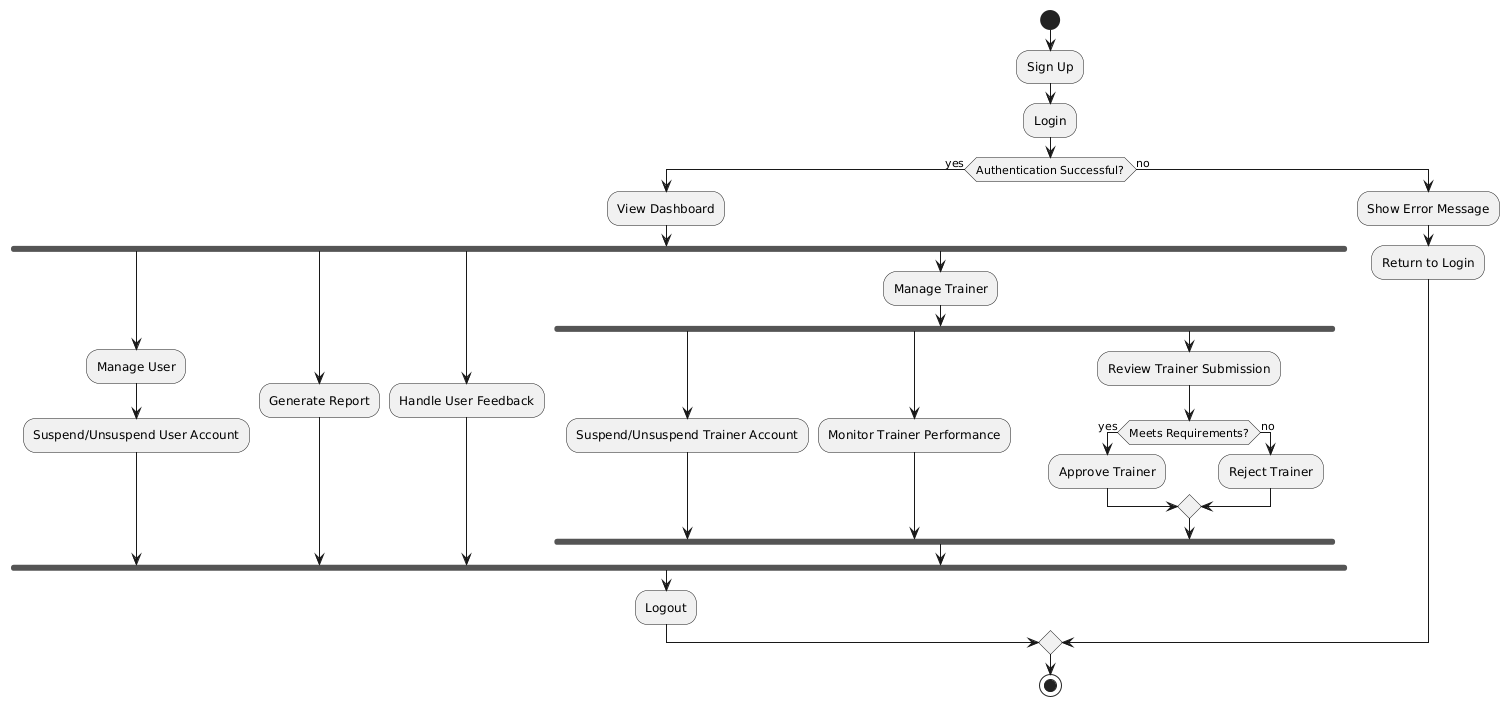 Sign Up
Login
yes
Authentication Successful?
no
View Dashboard
Show Error Message
Return to Login
Manage Trainer
Manage User
Review Trainer Submission
Generate Report
Handle User Feedback
Suspend/Unsuspend User Account
Suspend/Unsuspend Trainer Account
Monitor Trainer Performance
yes
Meets Requirements?
no
Approve Trainer
Reject Trainer
Logout